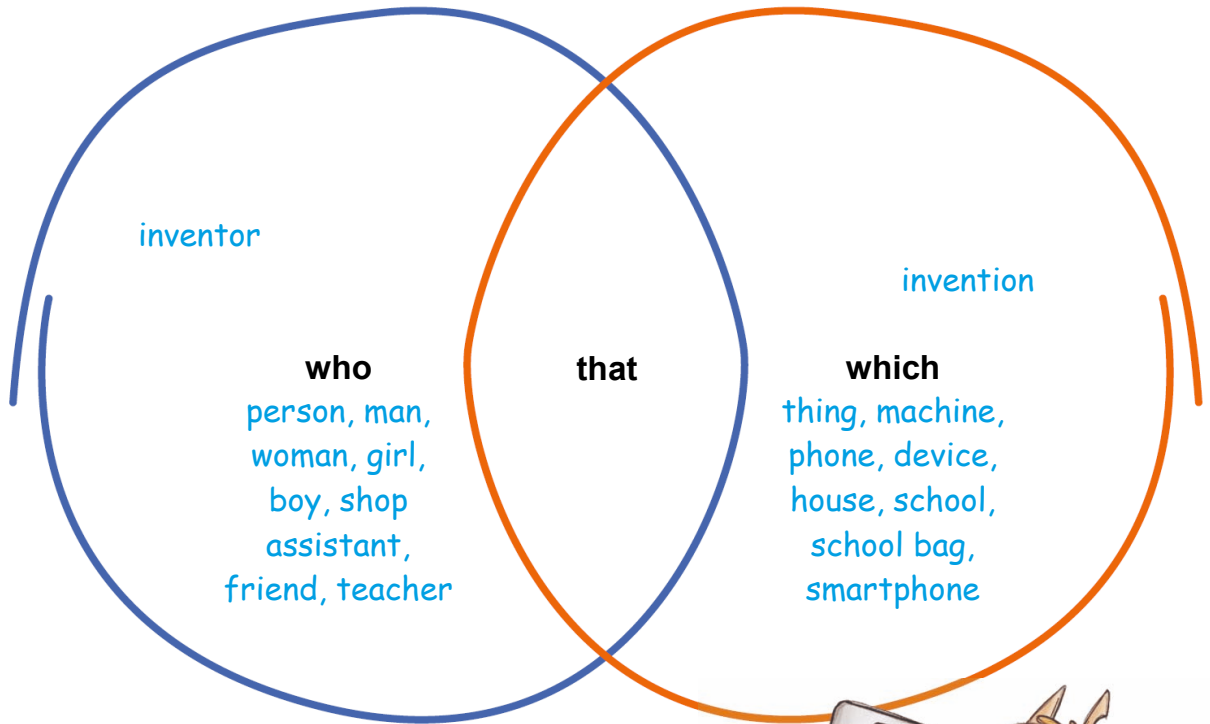 inventor
invention
who
person, man,
woman, girl,
boy, shop
assistant,
friend, teacher
that
which
thing, machine,
phone, device,
house, school,
school bag,
smartphone